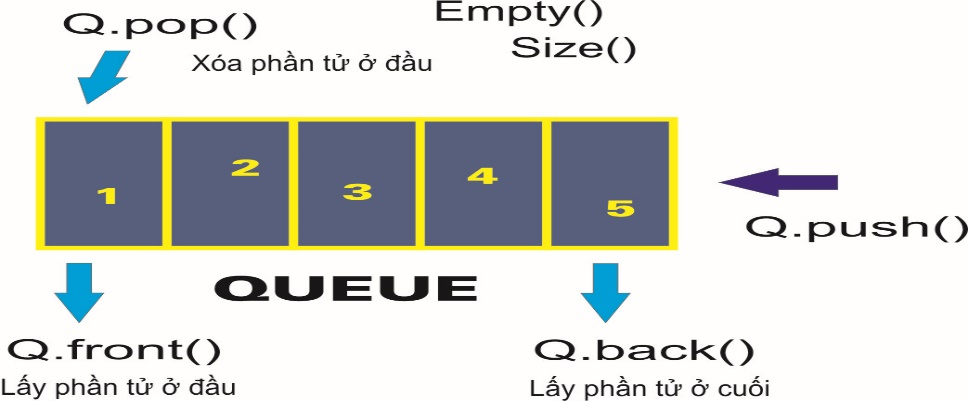 Q.pop()
Empty()
Size()
Xóa phần tử ở đầu
1
2
3
4
5
Q.push()
QUEUE
Q.front()
Q.back()
Lấy phần tử ở đầu
Lấy phần tử ở cuối